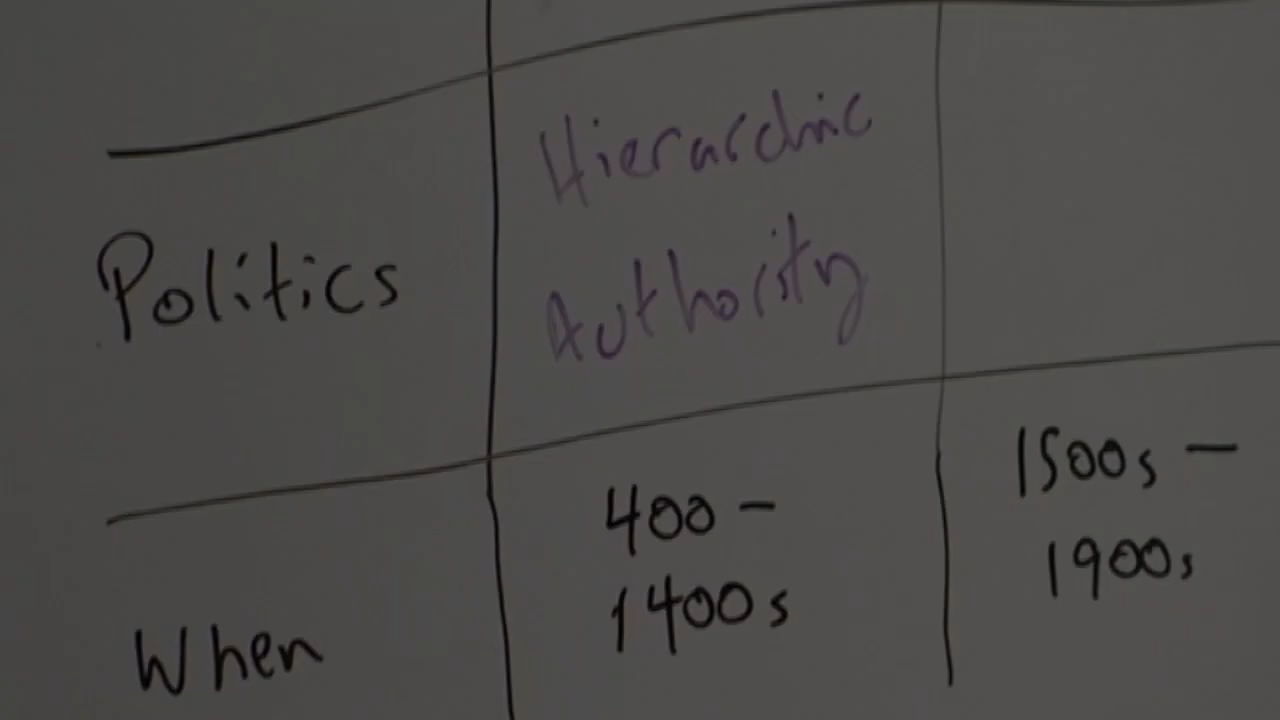 Politics
Hierarchic
Authority
When
400 -
1400s
1500s -
1900s